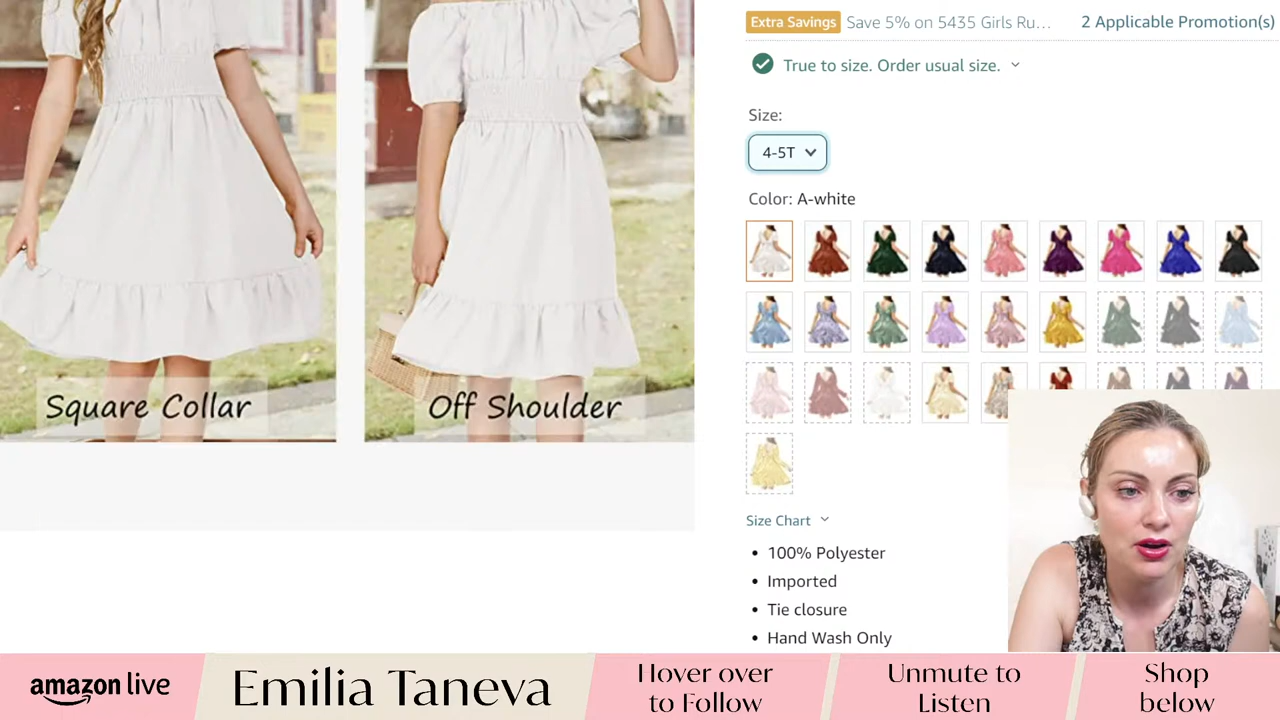 Extra Savings Save 5% on 5435 Girls Ru... 2 Applicable Promotion(s)
True to size. Order usual size.
Size:
4-5T
Color: A-white
Square Collar
Off Shoulder
Size Chart
• 100% Polyester
• Imported
• Tie closure
• Hand Wash Only
amazon live
Emilia Taneva
Hover over
to Follow
Unmute to
Listen
Shop
below